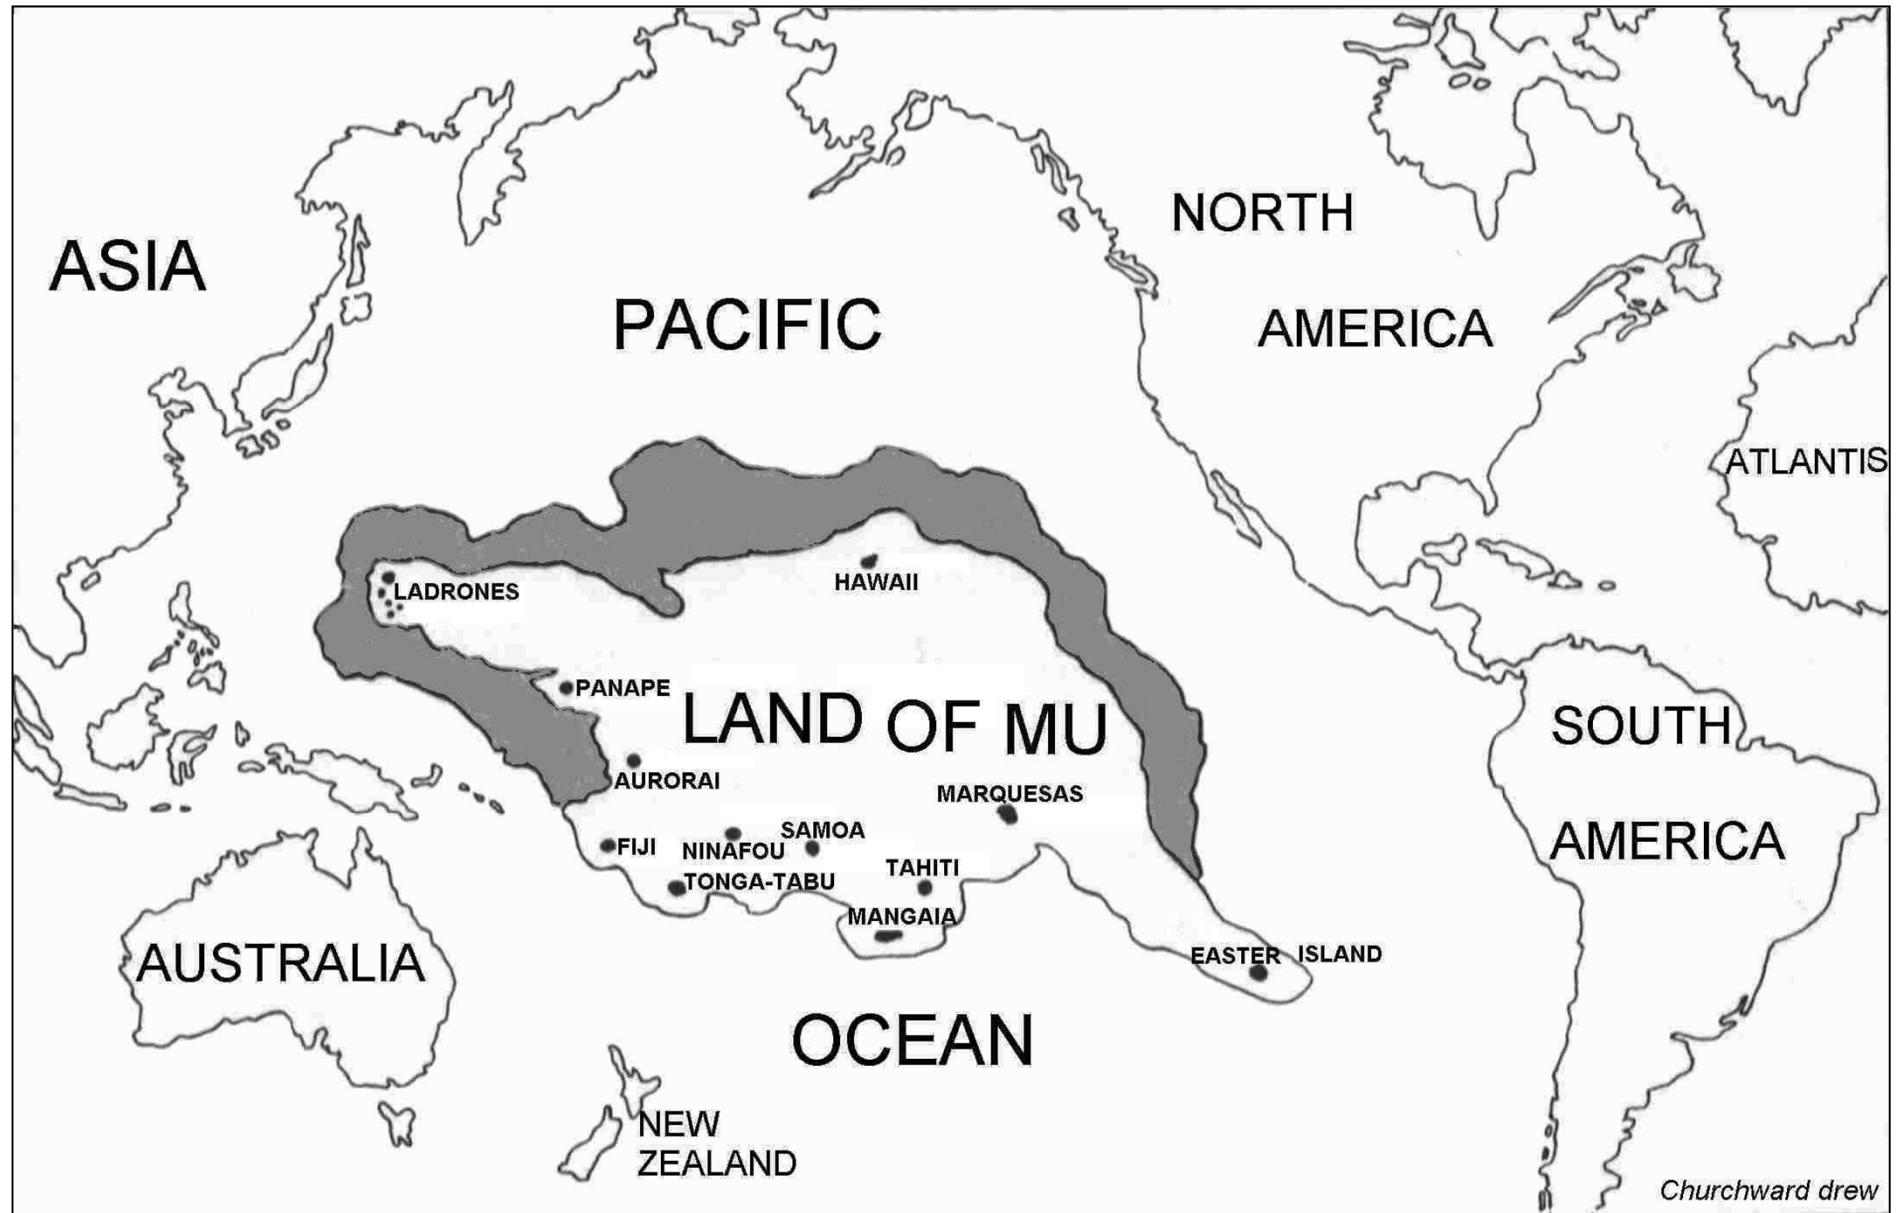 NORTH
ASIA
PACIFIC
AMERICA
ATLANTIS
HAWAII
LADRONES
PANAPE
LAND OF MU
SOUTH
AURORAI
MARQUESAS
SAMOA
FIJI
NINAFOU
AMERICA
TAHITI
TONGA-TABU
MANGAIA
EASTER ISLAND
AUSTRALIA
OCEAN
NEW
ZEALAND
Churchward drew